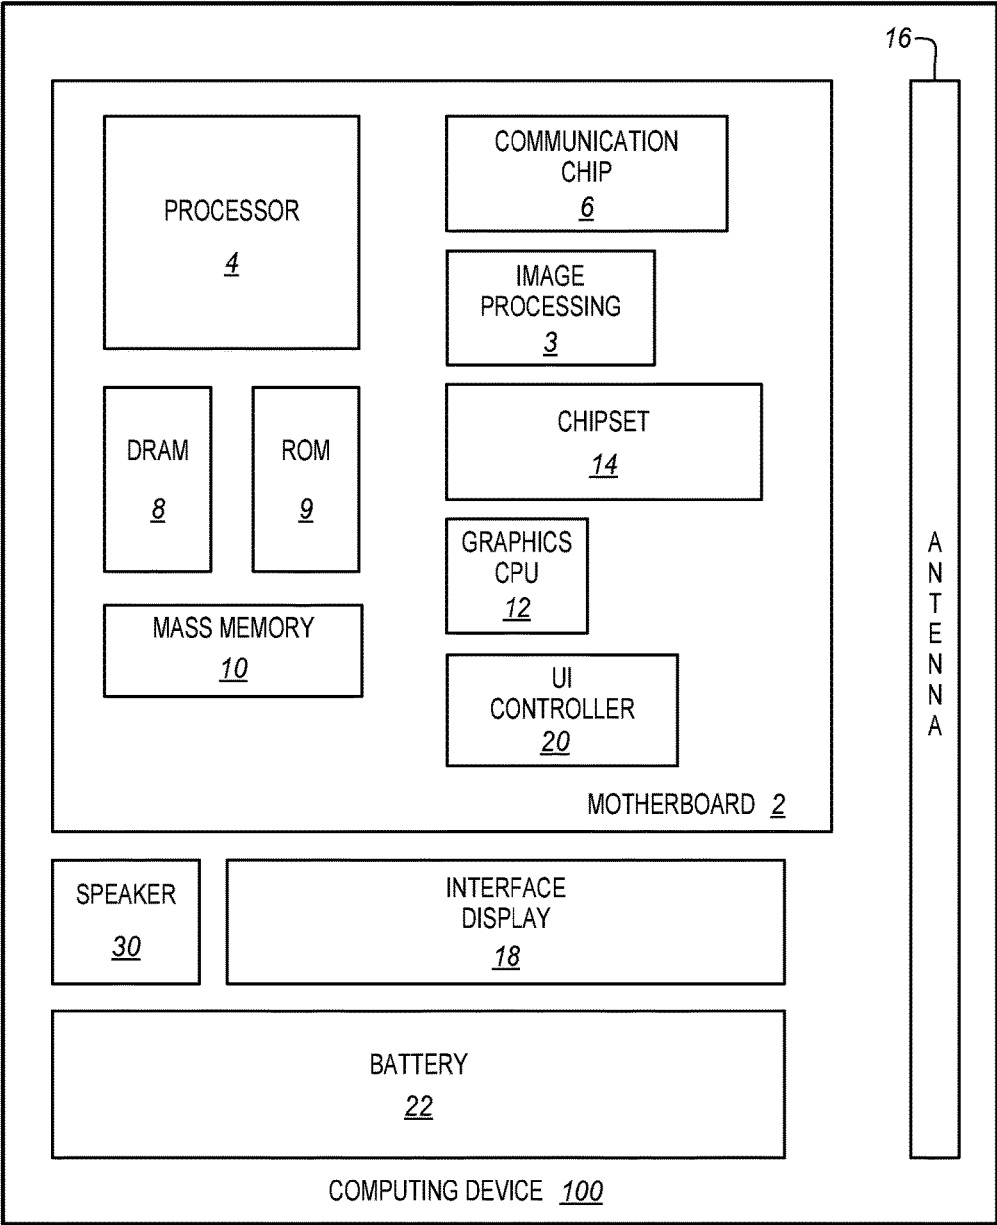 16
PROCESSOR
4
COMMUNICATION
CHIP
6
IMAGE
PROCESSING
3
DRAM
8
ROM
9
CHIPSET
14
GRAPHICS
CPU
12
MASS MEMORY
10
UI
CONTROLLER
20
MOTHERBOARD 2
ANTENNA
SPEAKER
30
INTERFACE
DISPLAY
18
BATTERY
22
COMPUTING DEVICE 100